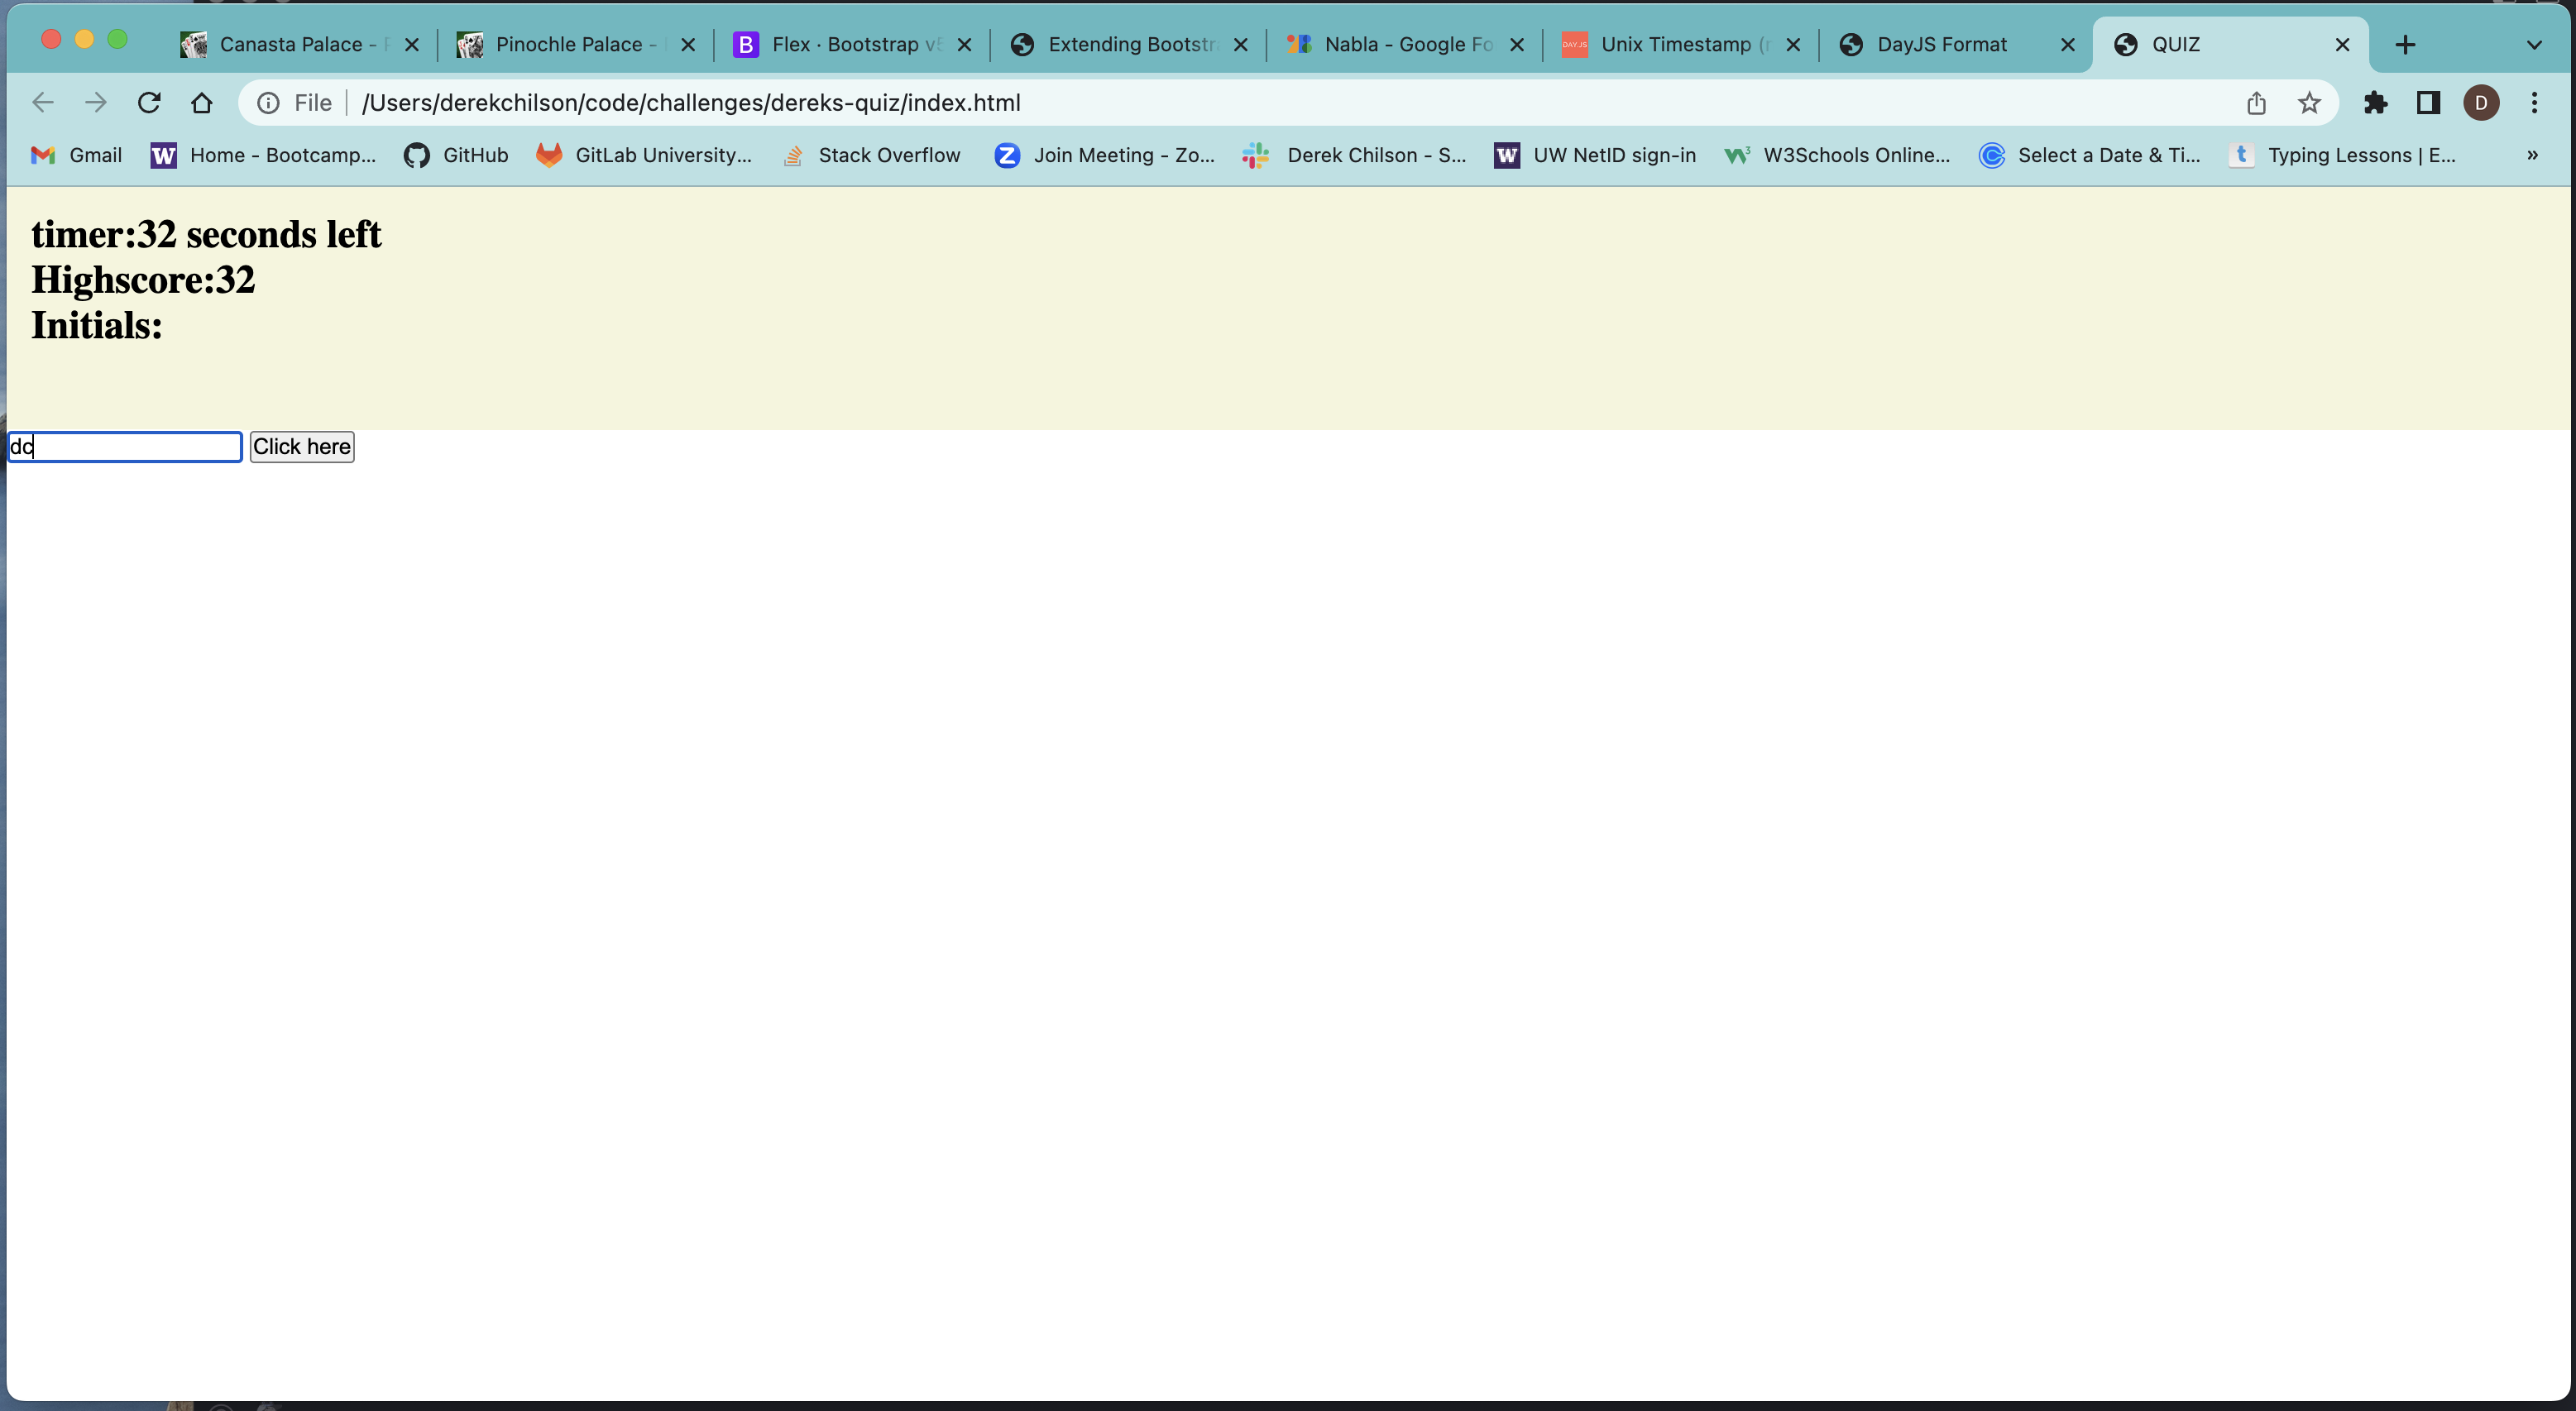 Canasta Palace -
Pinochle Palace -
Flex · Bootstrap v5
Extending Bootstr
Nabla - Google Fo
DAY.JS
Unix Timestamp (
DayJS Format
QUIZ
File
/Users/derekchilson/code/challenges/dereks-quiz/index.html
D
Gmail
W
Home - Bootcamp...
GitHub
GitLab University...
Stack Overflow
Join Meeting - Zo...
Derek Chilson - S...
W
UW NetID sign-in
W3Schools Online...
Select a Date & Ti...
t
Typing Lessons | E...
»
timer:32 seconds left
Highscore:32
Initials:
dc
Click here